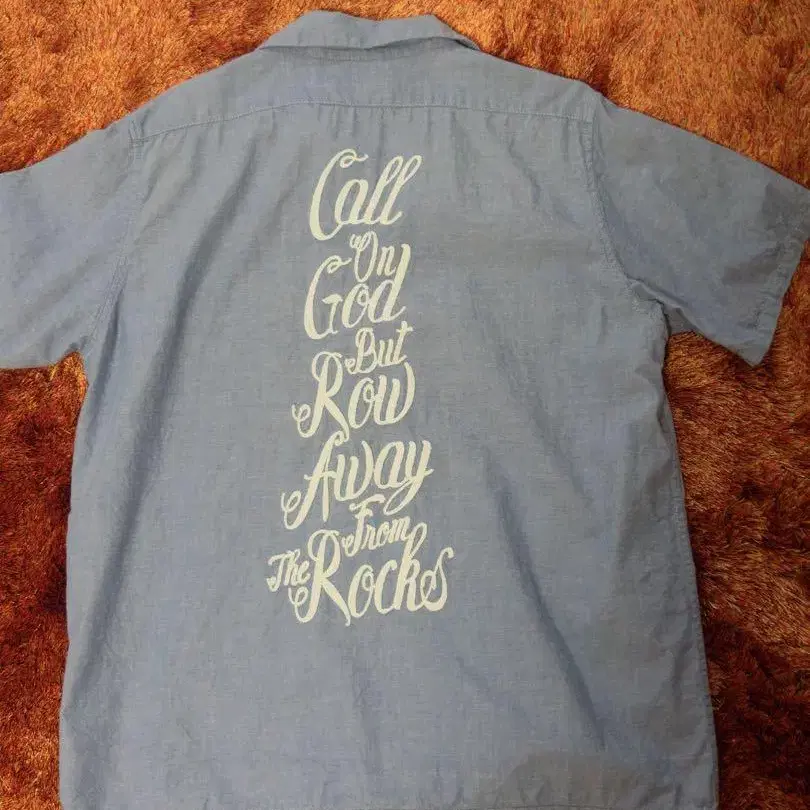 Call
On
God
But
Row
Away
From
The Rocks